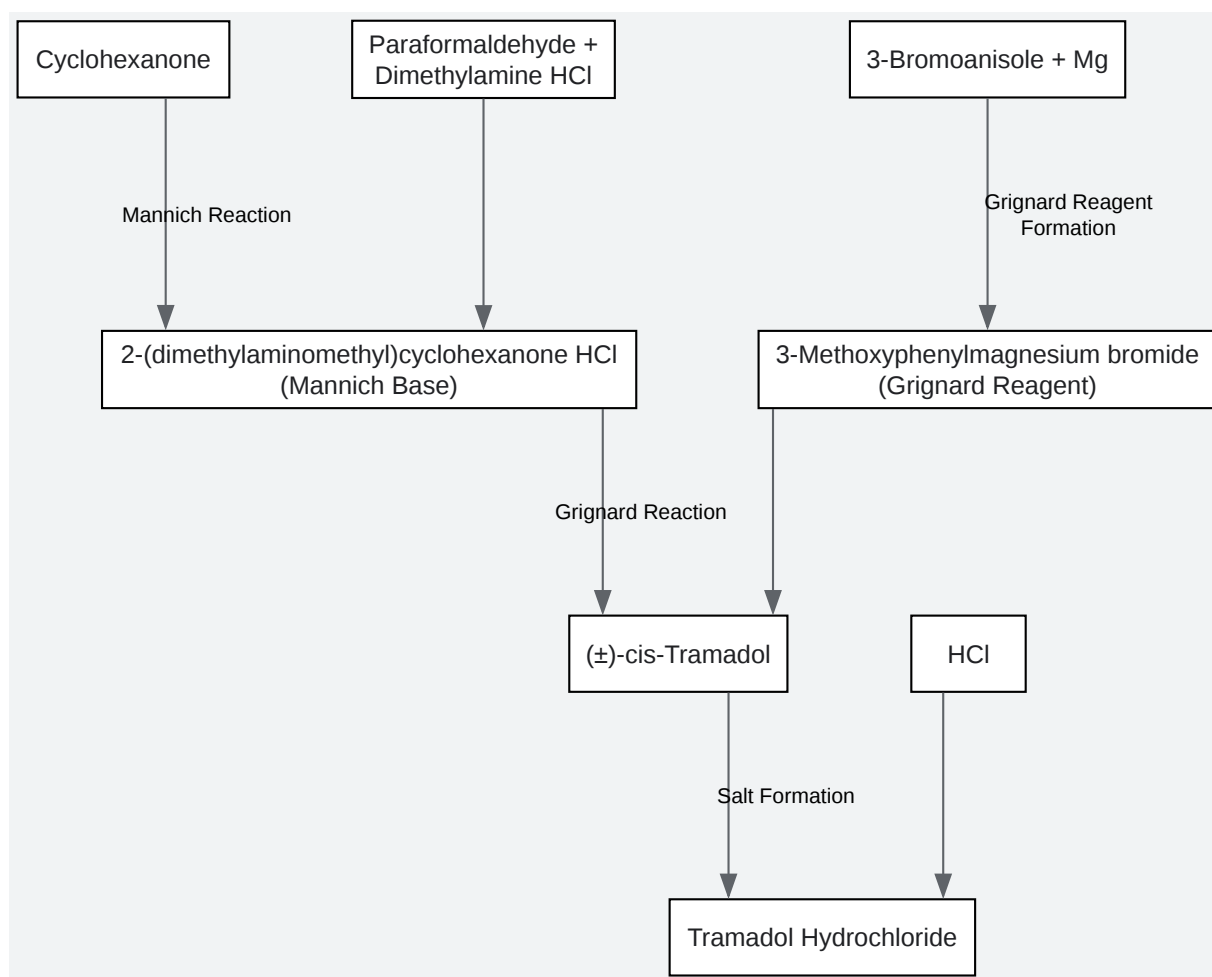 Cyclohexanone
Paraformaldehyde +
Dimethylamine HCl
3-Bromoanisole + Mg
Mannich Reaction
Grignard Reagent
Formation
2-(dimethylaminomethyl)cyclohexanone HCl
(Mannich Base)
3-Methoxyphenylmagnesium bromide
(Grignard Reagent)
Grignard Reaction
(±)-cis-Tramadol
HCl
Salt Formation
Tramadol Hydrochloride